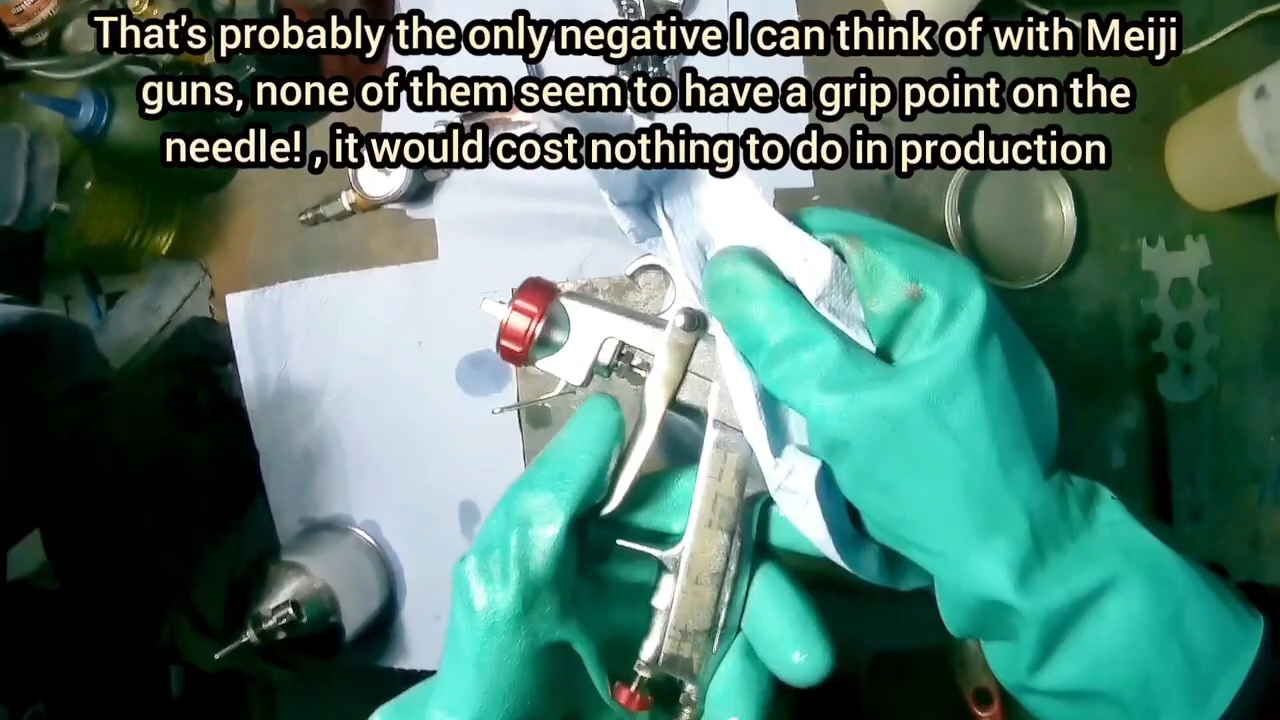 That's probably the only negative I can think of with Meiji
guns, none of them seem to have a grip point on the
needle! , it would cost nothing to do in production